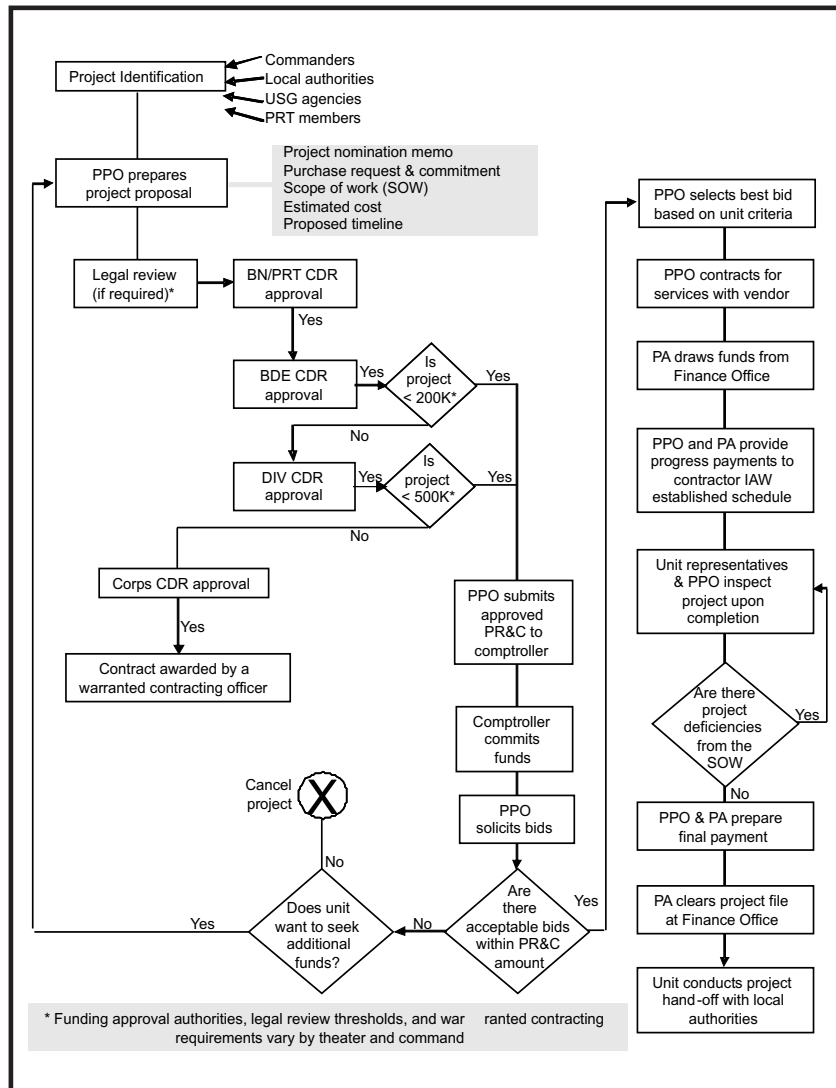 Project Identification
Commanders
Local authorities
USG agencies
PRT members
PPO prepares
project proposal
Project nomination memo
Purchase request & commitment
Scope of work (SOW)
Estimated cost
Proposed timeline
Legal review
(if required)*
BN/PRT CDR
approval
Yes
BDE CDR
approval
Yes
Is
project
< 200K*
Yes
No
DIV CDR
approval
Yes
Is
project
< 500K*
Yes
No
Corps CDR approval
Yes
Contract awarded by a
warranted contracting officer
PPO submits
approved
PR&C to
comptroller
Comptroller
commits
funds
PPO
solicits bids
Are
there
acceptable bids
within PR&C
amount
Yes
No
Does unit
want to seek
additional
funds?
Yes
No
Cancel
project
X
PPO selects best bid
based on unit criteria
PPO contracts for
services with vendor
PA draws funds from
Finance Office
PPO and PA provide
progress payments to
contractor IAW
established schedule
Unit representatives
& PPO inspect
project upon
completion
Are there
project
deficiencies
from the
SOW
Yes
No
PPO & PA prepare
final payment
PA clears project file
at Finance Office
Unit conducts project
hand-off with local
authorities
* Funding approval authorities, legal review thresholds, and war ranted contracting
requirements vary by theater and command